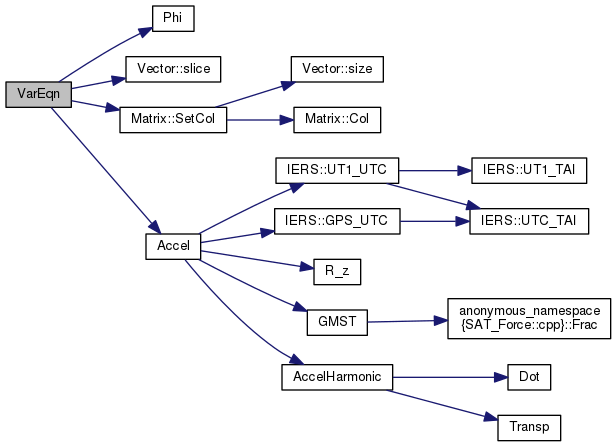 Phi
Vector::slice
Vector::size
VarEqn
Matrix::SetCol
Matrix::Col
IERS::UT1_UTC
IERS::UT1_TAI
IERS::GPS_UTC
IERS::UTC_TAI
Accel
R_z
GMST
anonymous_namespace
{SAT_Force::cpp}::Frac
AccelHarmonic
Dot
Transp